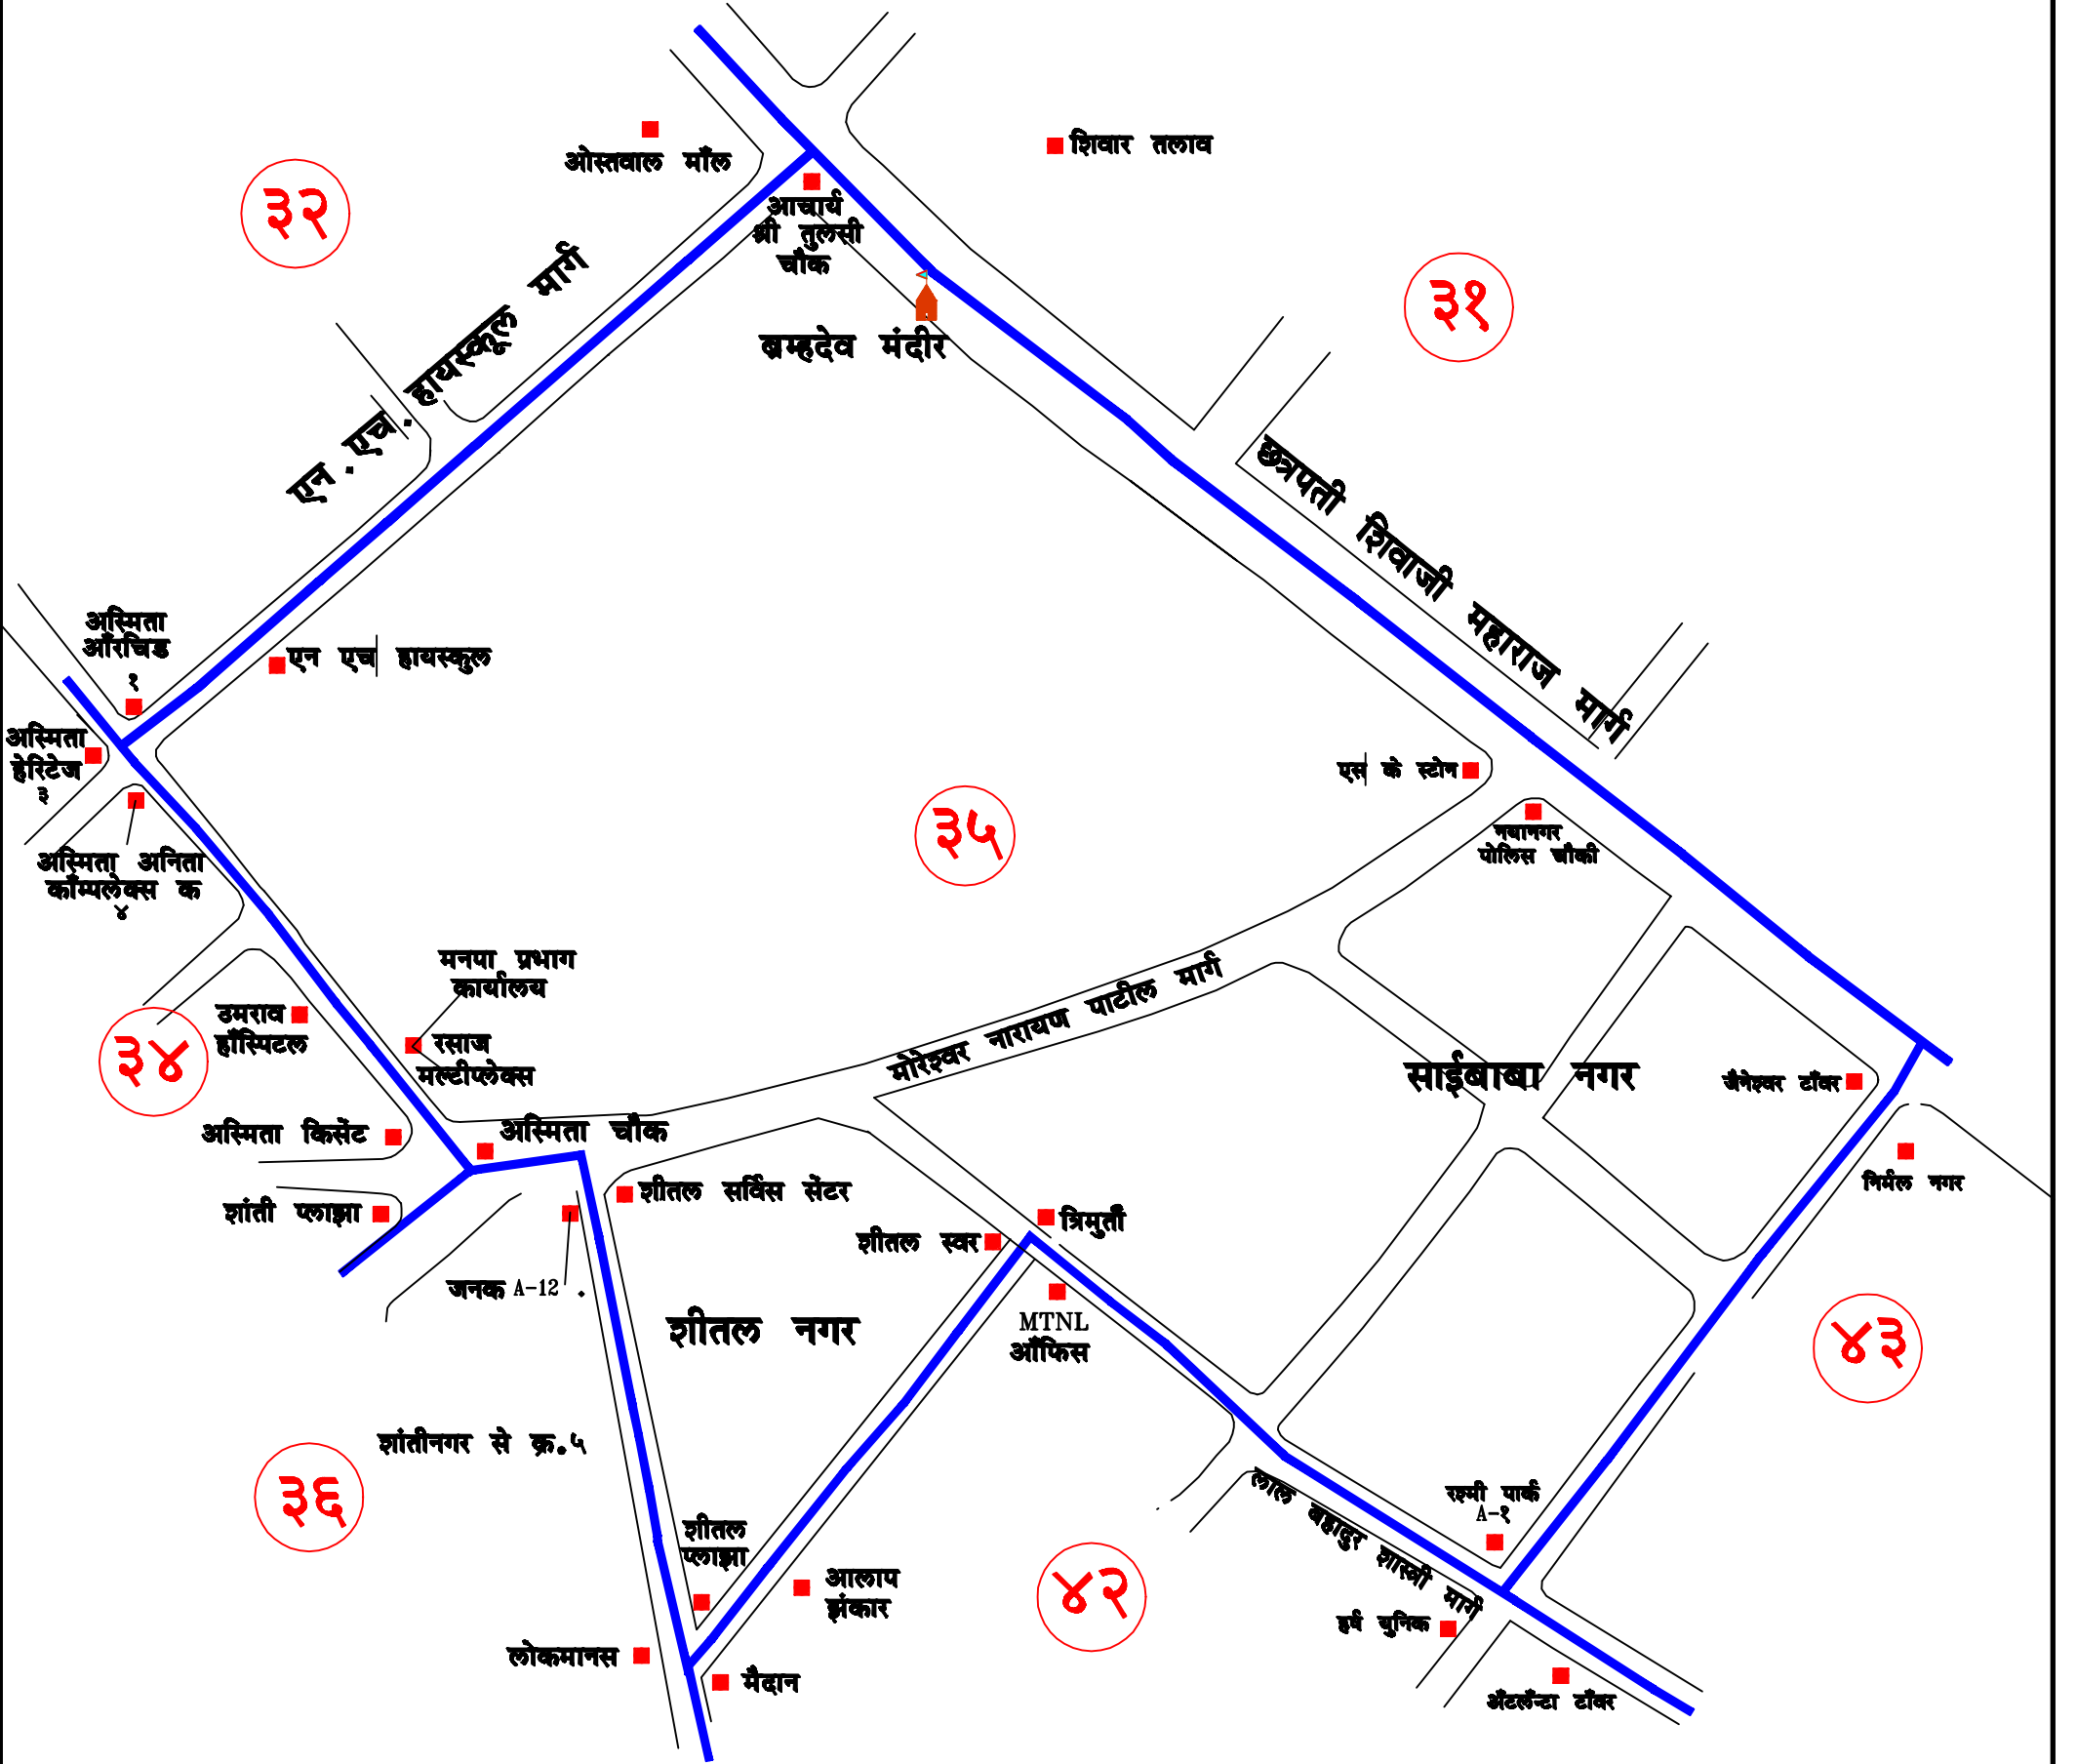 ओस्तवाल मॉल
शिवार तलाव
३२
आचार्य
श्री तुलसी
चौक
३१
ब्रम्हदेव मंदीर
एन.एच. हायस्कूल मार्ग
छत्रपती शिवाजी महाराज मार्ग
अस्मिता
ऑरचिड
१
एन एच हायस्कुल
अस्मिता
हेरिटेज
३
एस के स्टोन
३५
नयानगर
पोलिस चौकी
अस्मिता अनिता
कॉम्पलेक्स क
४
मनपा प्रभाग
कार्यालय
मोरेश्वर नारायण पाटील मार्ग
उमराव
हॉस्पिटल
३४
रसाज
मल्टीप्लेक्स
साईबाबा नगर
जैनेश्वर टॉवर
अस्मिता किसेंट
अस्मिता चौक
निर्मल नगर
शांती प्लाझा
शीतल सर्विस सेंटर
शीतल स्वर
त्रिमुर्ती
जनक A-12 .
शीतल नगर
MTNL
ऑफिस
४३
शांतीनगर से क्र.५
३६
लाल बहादुर शास्त्री मार्ग
रश्मी पार्क
A-१
शीतल
प्लाझा
आलाप
झंकार
४२
हर्ष युनिक
लोकमानस
मैदान
अँटलँन्टा टॉवर